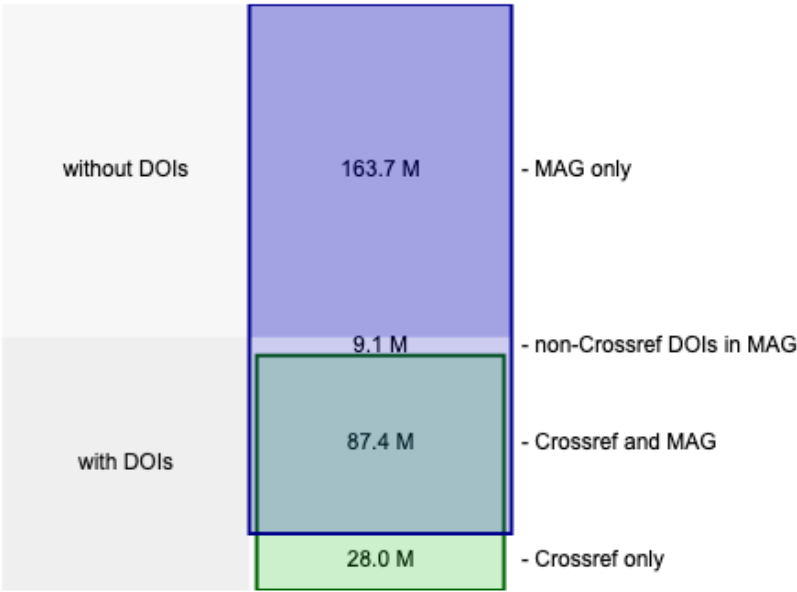 without DOIs 163.7 M - MAG only
9.1 M - non-Crossref DOIs in MAG
87.4 M - Crossref and MAG
with DOIs
28.0 M - Crossref only